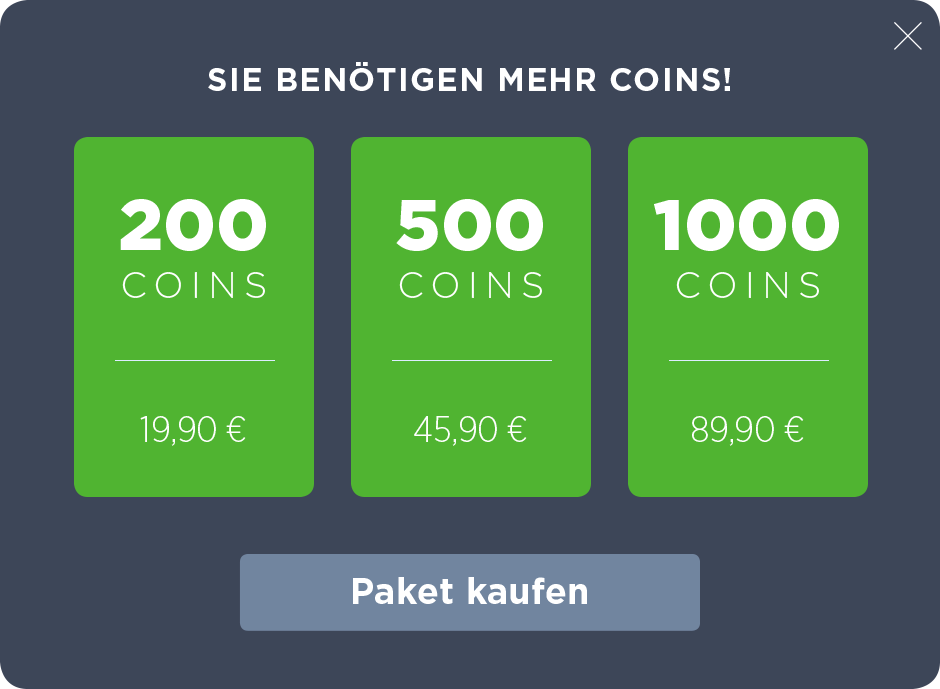 SIE BENÖTIGEN MEHR COINS!
200
COINS
19,90 €
500
COINS
45,90 €
1000
COINS
89,90 €
Paket kaufen